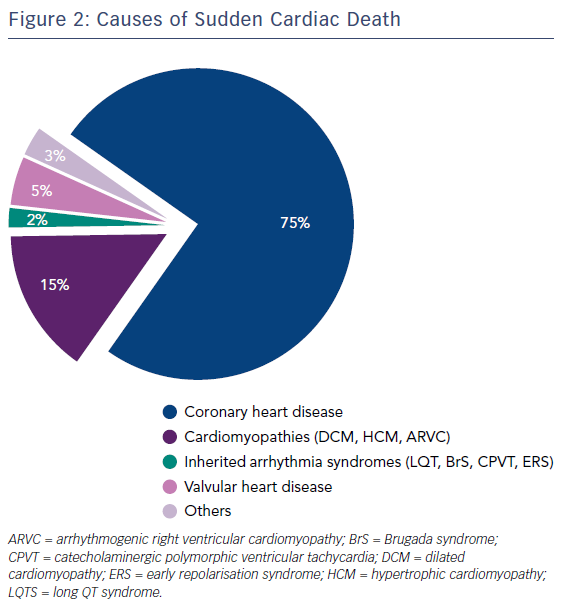 Figure 2: Causes of Sudden Cardiac Death
3%
5%
2%
15%
75%
Coronary heart disease
Cardiomyopathies (DCM, HCM, ARVC)
Inherited arrhythmia syndromes (LQT, BrS, CPVT, ERS)
Valvular heart disease
Others
ARVC = arrhythmogenic right ventricular cardiomyopathy; BrS = Brugada syndrome;
CPVT = catecholaminergic polymorphic ventricular tachycardia; DCM = dilated
cardiomyopathy; ERS = early repolarisation syndrome; HCM = hypertrophic cardiomyopathy;
LQTS = long QT syndrome.